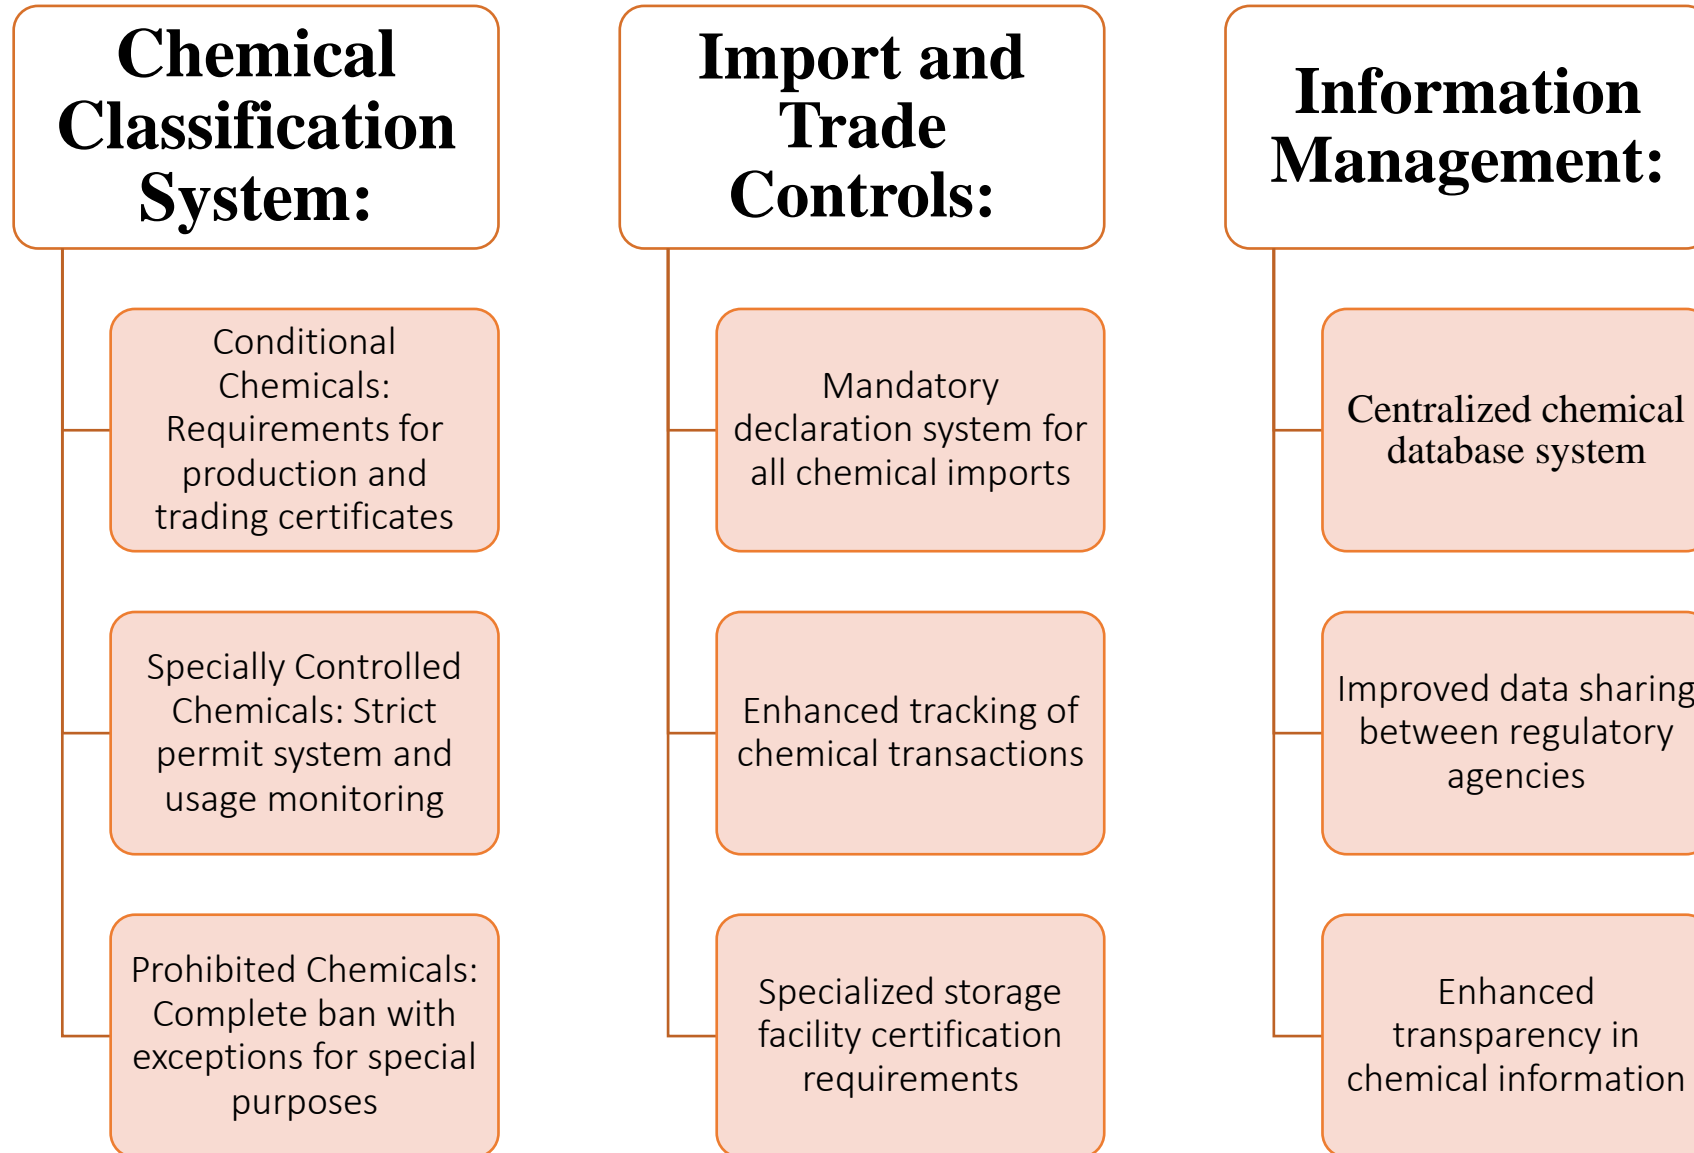 Chemical
Classification
System:
Conditional
Chemicals:
Requirements for
production and
trading certificates
Specially Controlled
Chemicals: Strict
permit system and
usage monitoring
Prohibited Chemicals:
Complete ban with
exceptions for special
purposes
Import and
Trade
Controls:
Mandatory
declaration system for
all chemical imports
Enhanced tracking of
chemical transactions
Specialized storage
facility certification
requirements
Information
Management:
Centralized chemical
database system
Improved data sharing
between regulatory
agencies
Enhanced
transparency in
chemical information